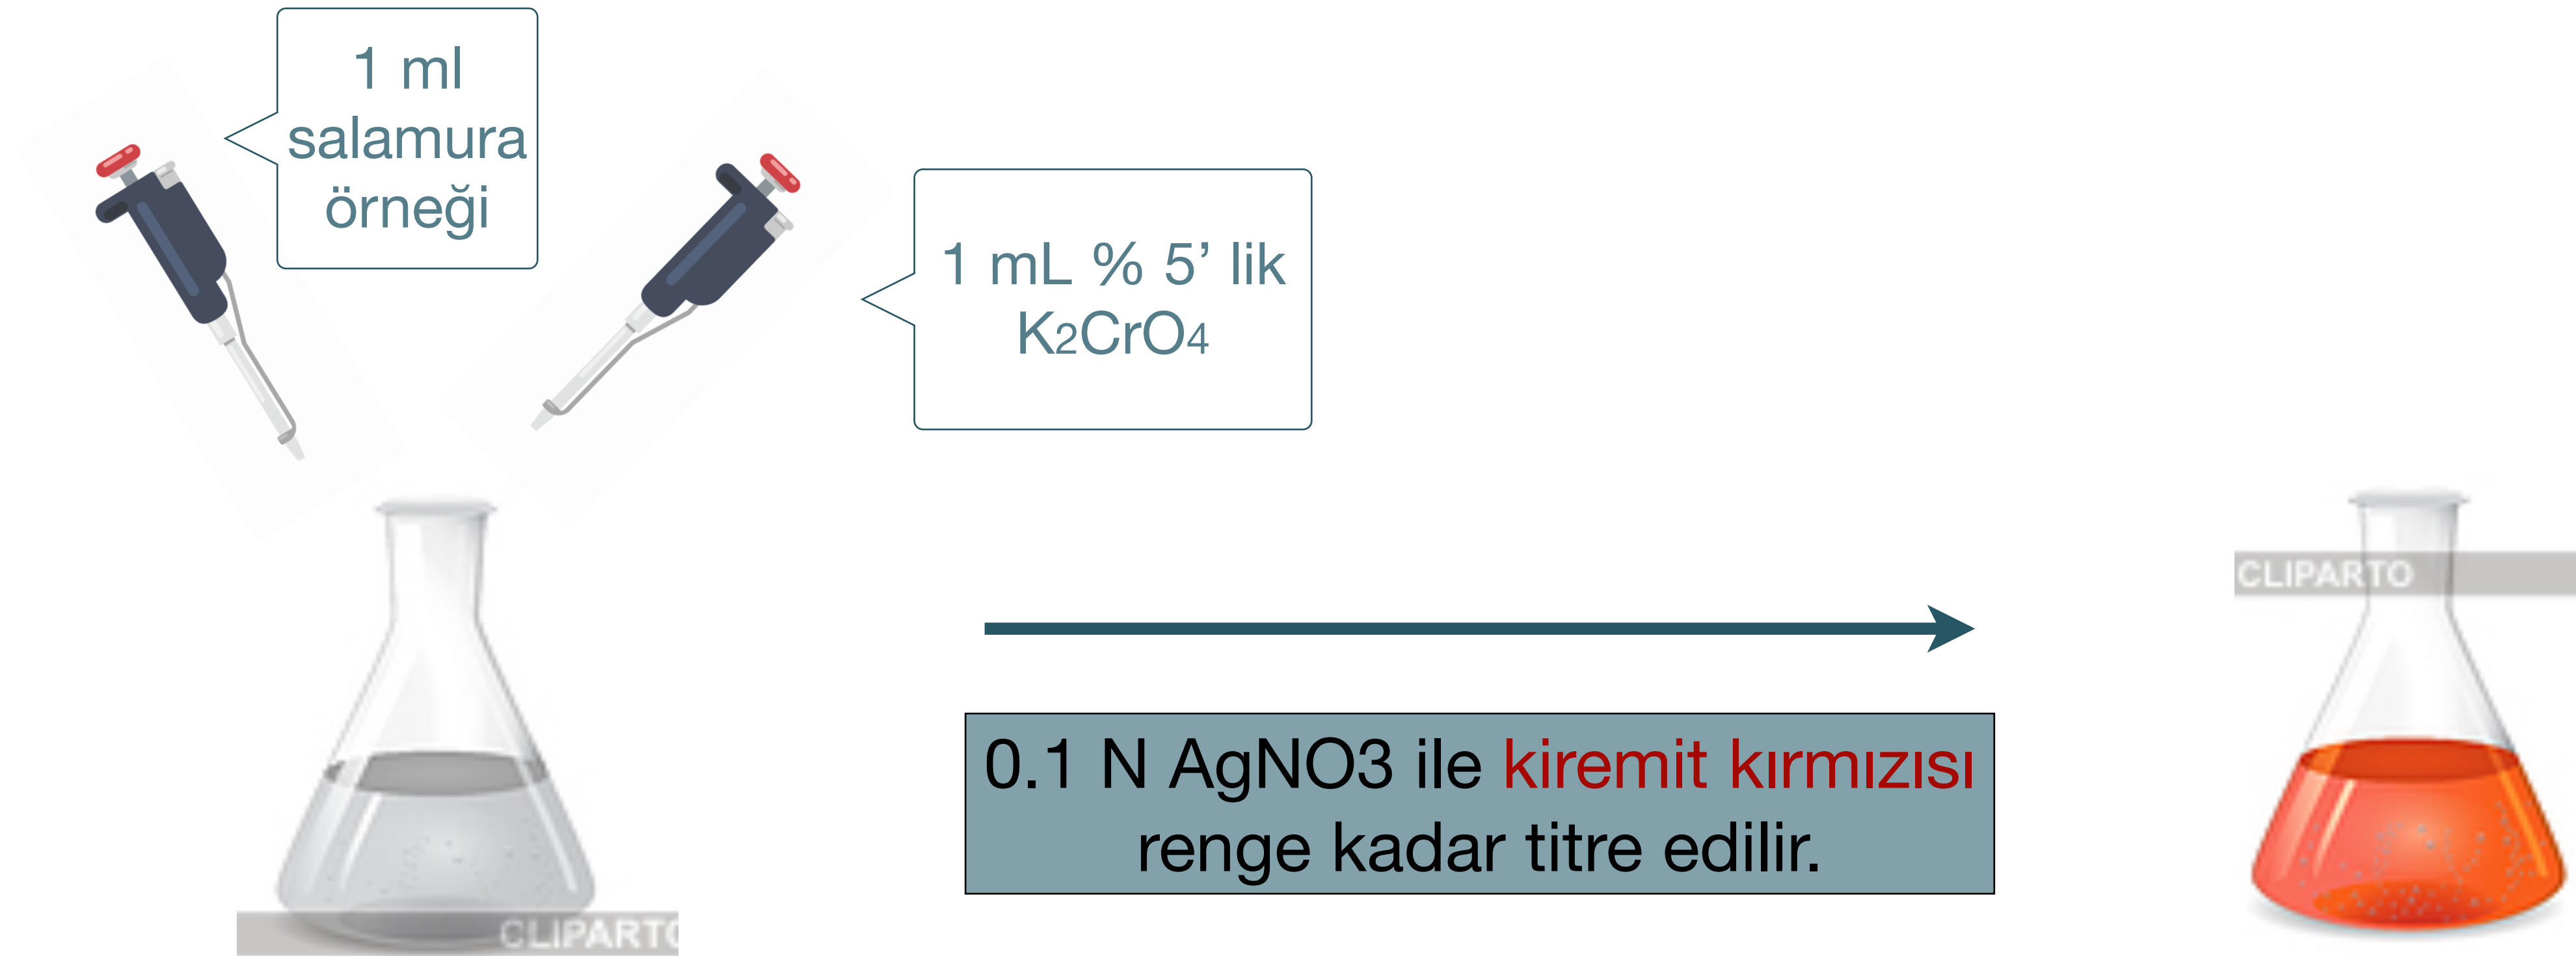 1 ml
salamura
örneği
1 mL % 5’ lik
K2CrO4
CLIPARTO
0.1 N AgNO3 ile kiremit kırmızısı
renge kadar titre edilir.
CLIPARTO